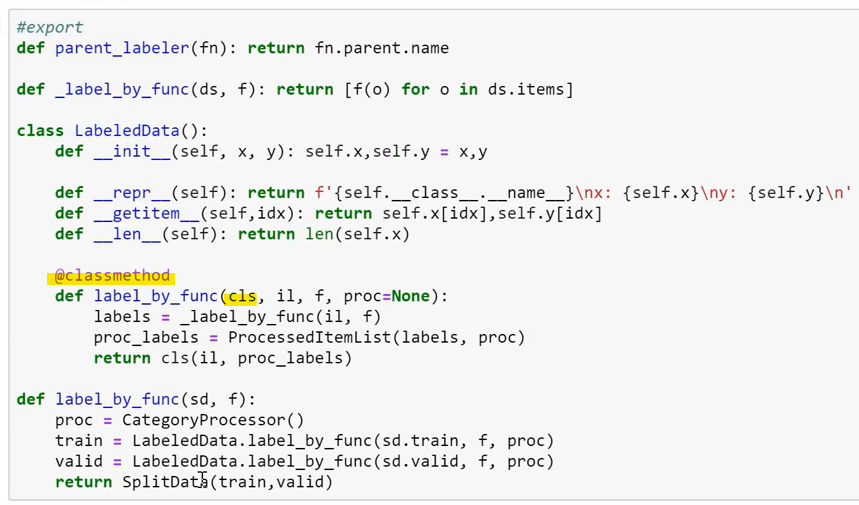 #export
def parent_labeler(fn): return fn.parent.name
def _label_by_func(ds, f): return [f(o) for o in ds.items]
class LabeledData():
    def __init__(self, x, y): self.x,self.y = x,y
    def __repr__(self): return f'{self.__class__.__name__}\nx: {self.x}\ny: {self.y}\n'
    def __getitem__(self,idx): return self.x[idx],self.y[idx]
    def __len__(self): return len(self.x)
    @classmethod
    def label_by_func(cls, il, f, proc=None):
        labels = _label_by_func(il, f)
        proc_labels = ProcessedItemList(labels, proc)
        return cls(il, proc_labels)
def label_by_func(sd, f):
    proc = CategoryProcessor()
    train = LabeledData.label_by_func(sd.train, f, proc)
    valid = LabeledData.label_by_func(sd.valid, f, proc)
    return SplitData(train,valid)